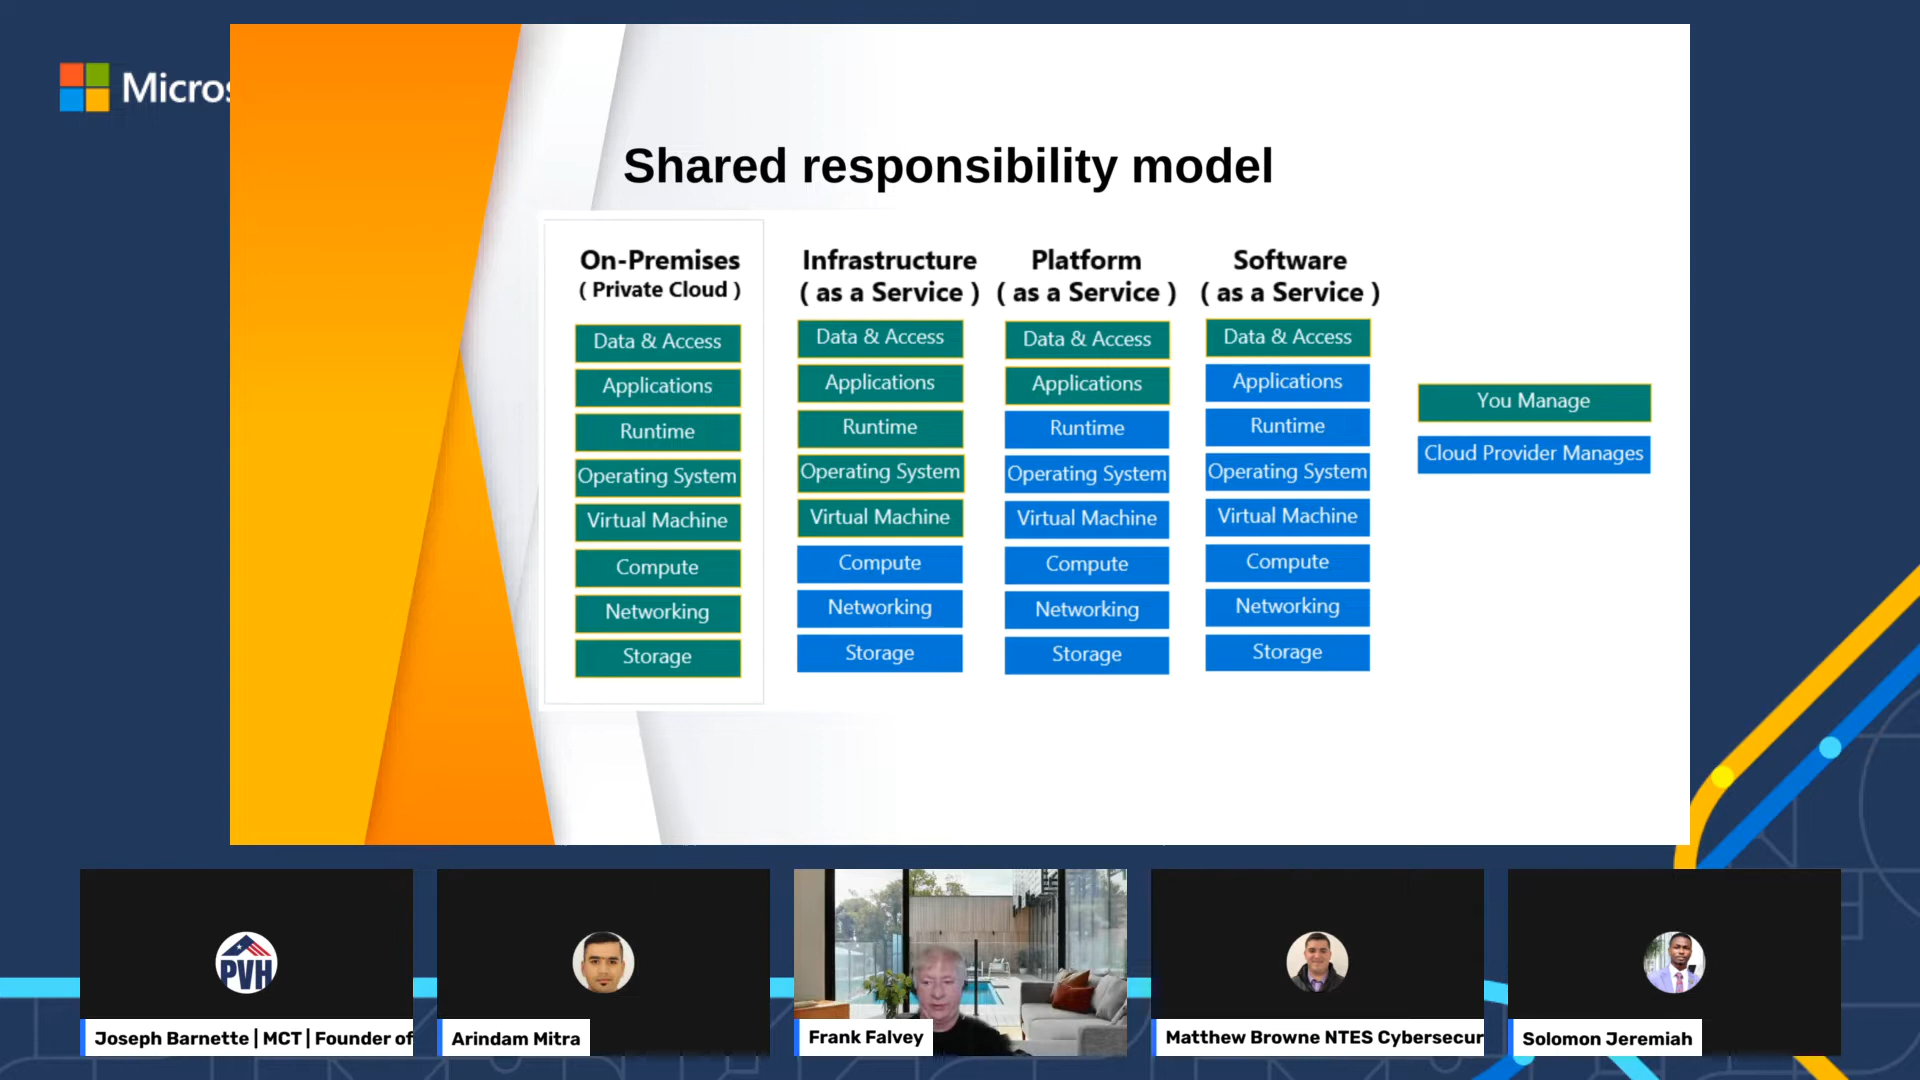 Micros
Shared responsibility model
On-Premises
( Private Cloud )
Data & Access
Applications
Runtime
Operating System
Virtual Machine
Compute
Networking
Storage
Infrastructure
( as a Service )
Data & Access
Applications
Runtime
Operating System
Virtual Machine
Compute
Networking
Storage
Platform
( as a Service )
Data & Access
Applications
Runtime
Operating System
Virtual Machine
Compute
Networking
Storage
Software
( as a Service )
Data & Access
Applications
Runtime
Operating System
Virtual Machine
Compute
Networking
Storage
You Manage
Cloud Provider Manages
PVH
Joseph Barnette | MCT | Founder of
Arindam Mitra
Frank Falvey
Matthew Browne NTES Cybersecur
Solomon Jeremiah